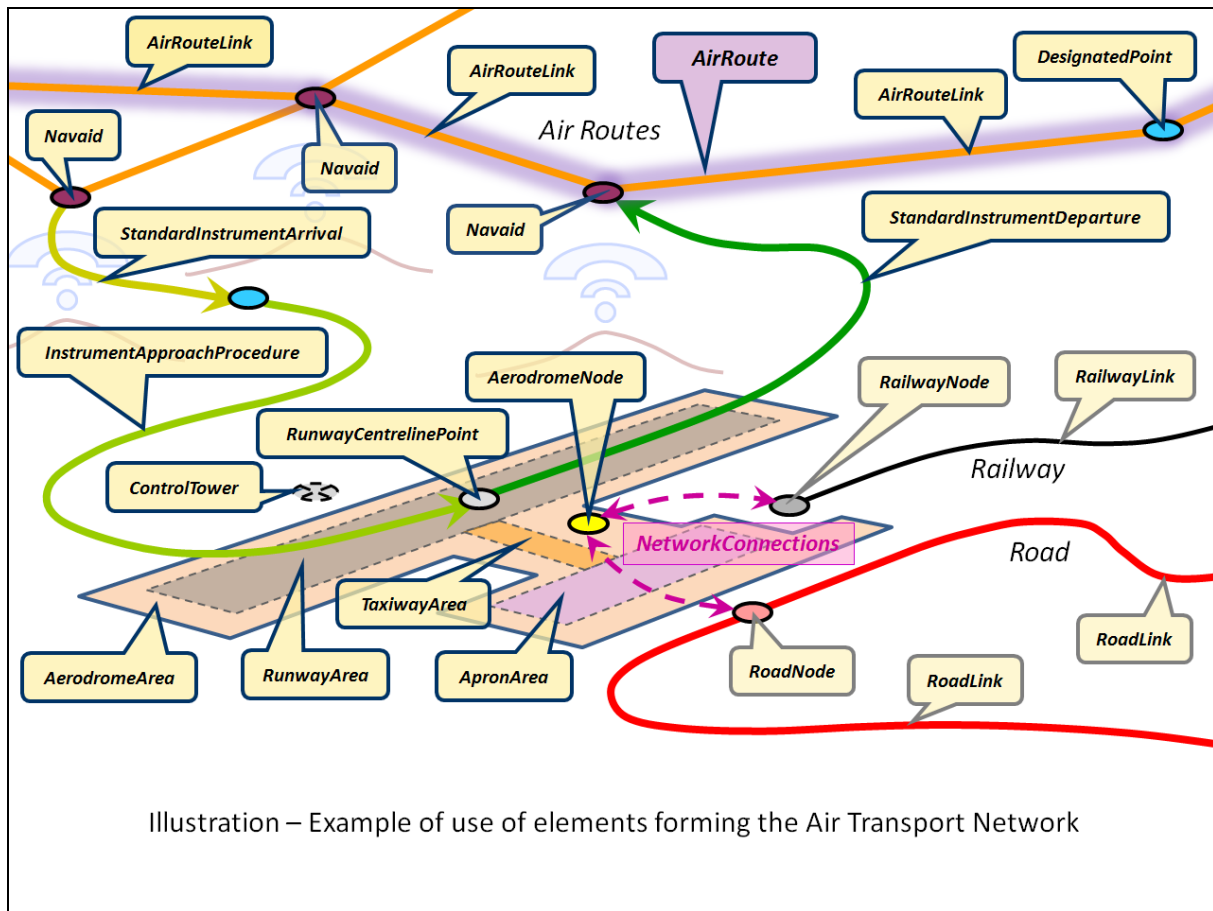 AirRouteLink
AirRouteLink
AirRoute
DesignatedPoint
AirRouteLink
Navaid
Air Routes
Navaid
Navaid
StandardInstrumentArrival
StandardInstrumentDeparture
InstrumentApproachProcedure
AerodromeNode
RailwayNode
RailwayLink
RunwayCentrelinePoint
ControlTower
Railway
NetworkConnections
Road
TaxiwayArea
RoadLink
AerodromeArea
RunwayArea
ApronArea
RoadNode
RoadLink
Illustration – Example of use of elements forming the Air Transport Network